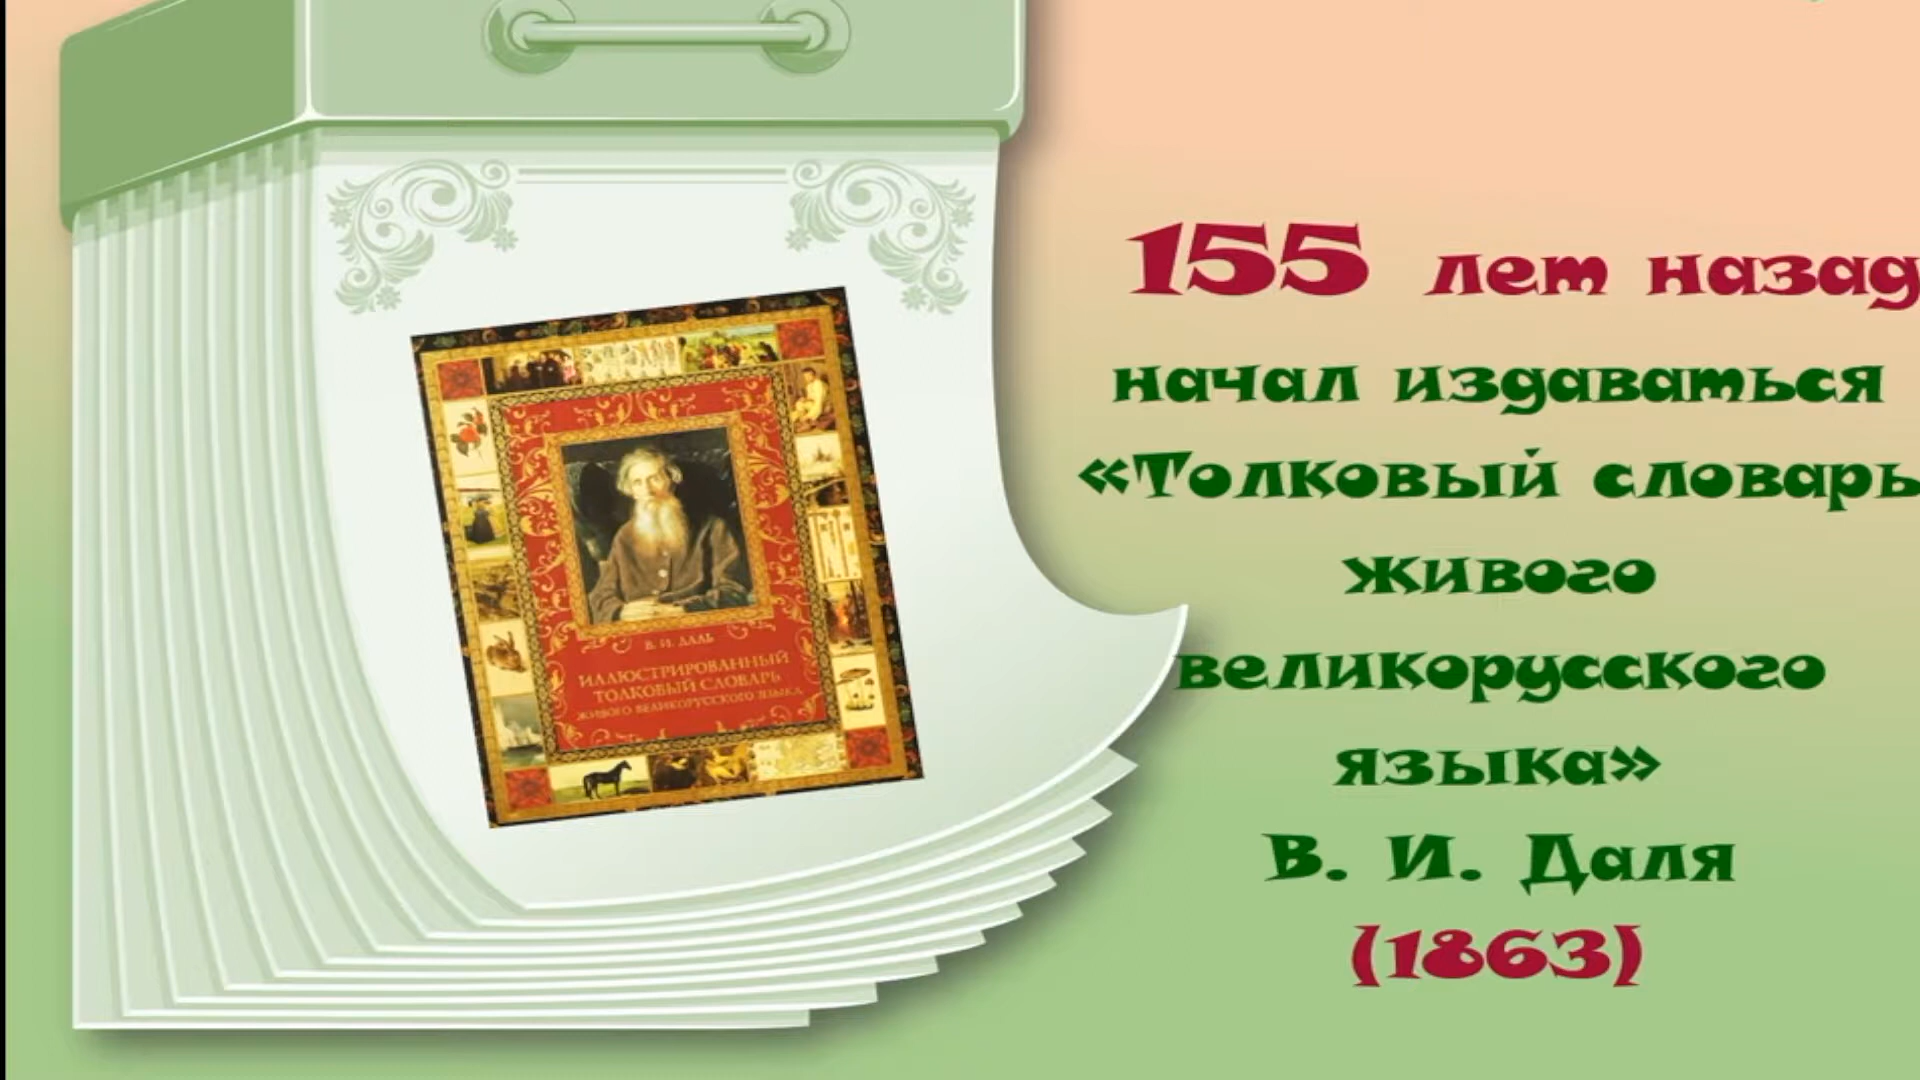 155 лет назад
начал издаваться
«Толковый словарь
живого
великорусского
языка»
В. И. Даля
(1863)
В. И. ДАЛЬ
ИЛЛЮСТРИРОВАННЫЙ
ТОЛКОВЫЙ СЛОВАРЬ
ЖИВОГО ВЕЛИКОРУССКОГО ЯЗЫКА